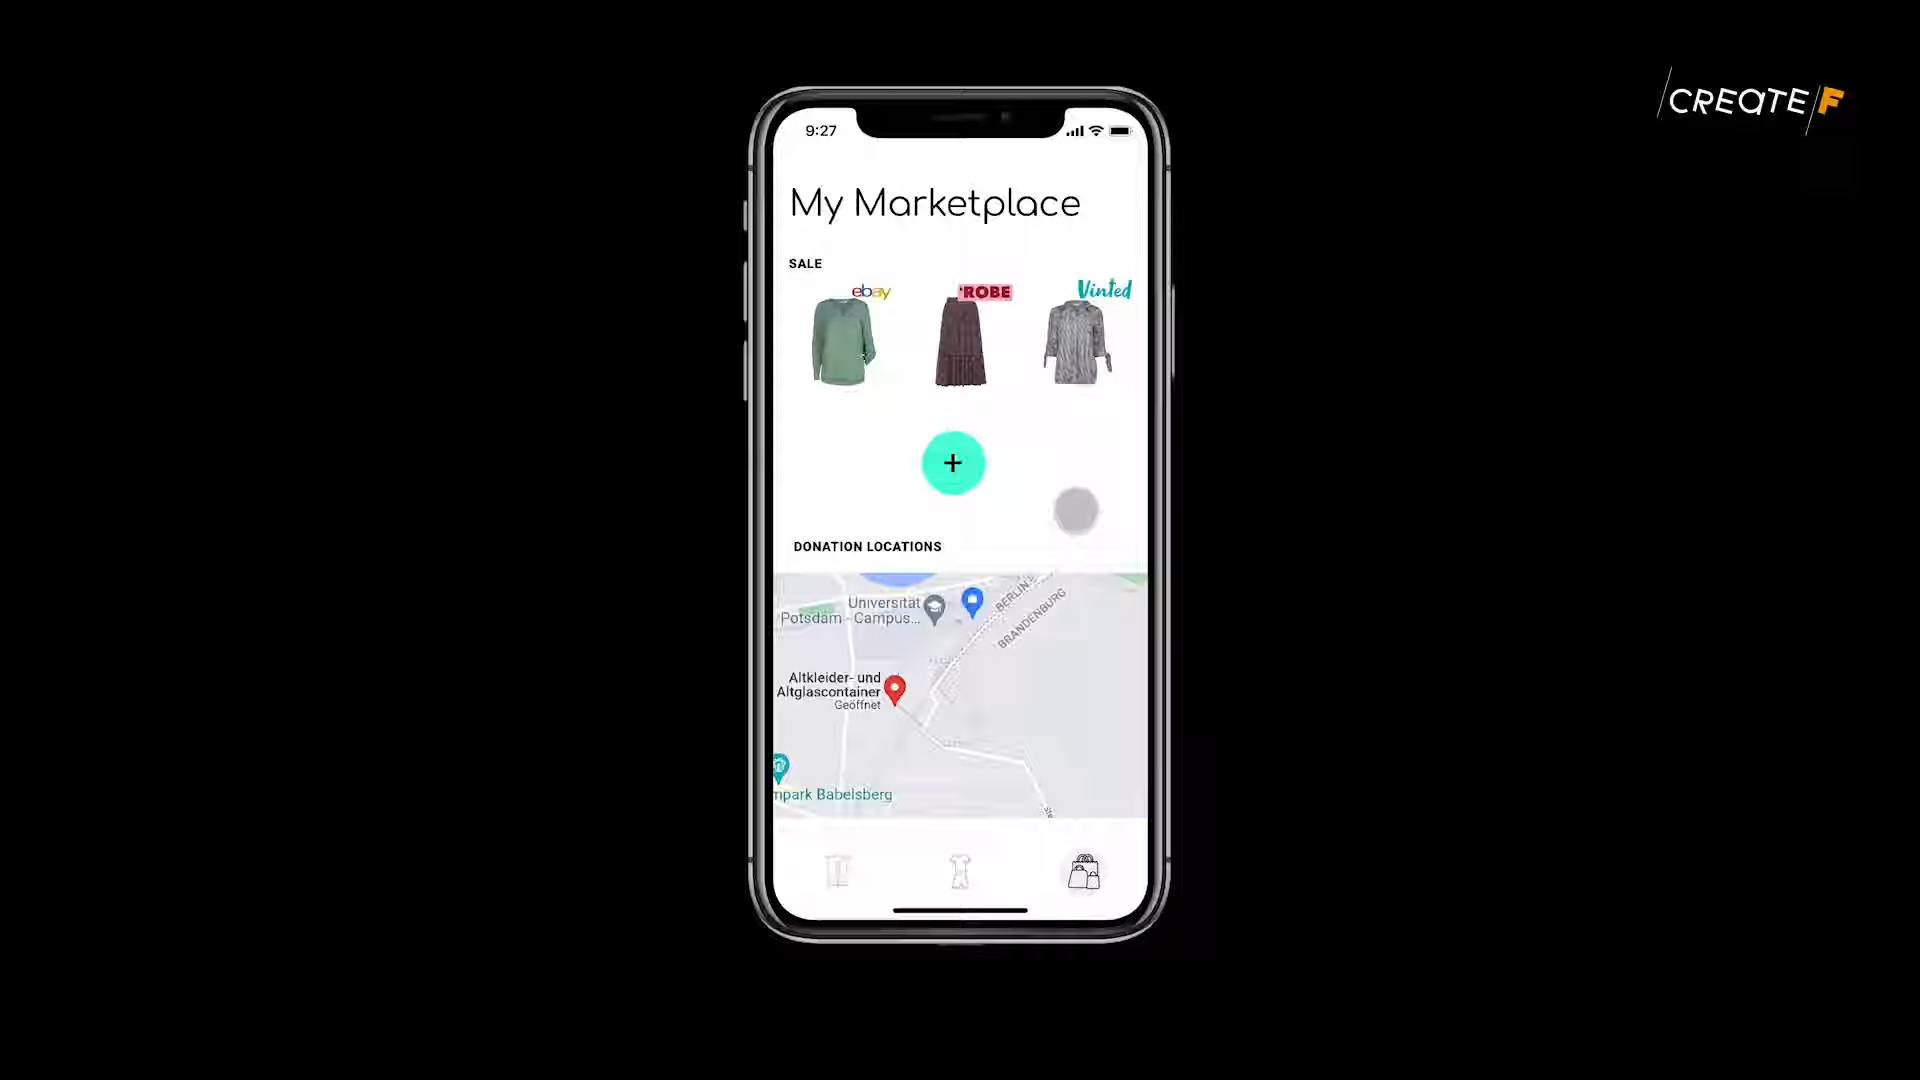 CREATE/F
9:27
My Marketplace
SALE
ebay
'ROBE
Vinted
+
DONATION LOCATIONS
Universität
Potsdam - Campus...
BERLIN
BRANDENBURG
Altkleider- und
Altglascontainer
Geöffnet
mpark Babelsberg